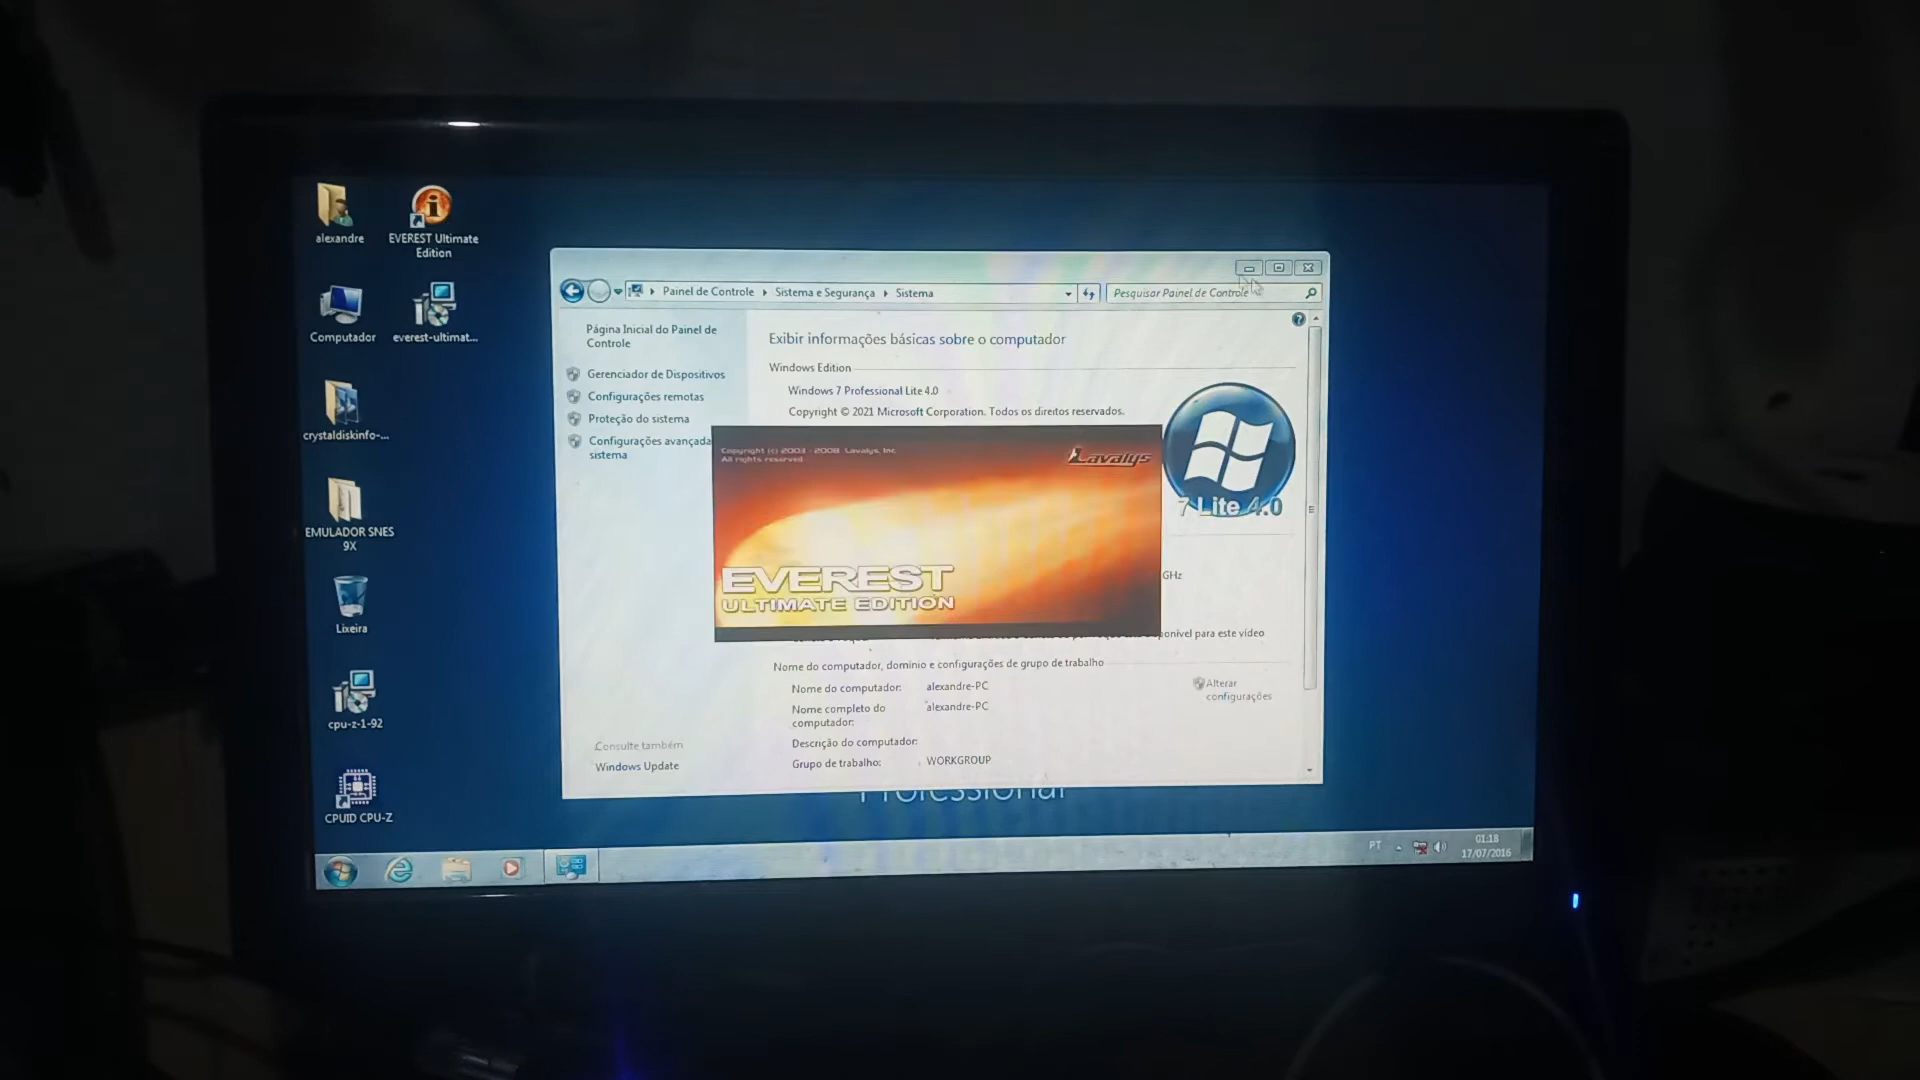 alexandre
EVEREST Ultimate
Edition
Computador
everest-ultimat...
crystaldiskinfo-...
EMULADOR SNES
9X
Lixeira
cpu-z-1-92
CPUID CPU-Z
Painel de Controle
Sistema e Segurança
Sistema
Pesquisar Painel de Controle
Página Inicial do Painel de
Controle
Gerenciador de Dispositivos
Configurações remotas
Proteção do sistema
Configurações avançada
sistema
Consulte também
Windows Update
Exibir informações básicas sobre o computador
Windows Edition
Windows 7 Professional Lite 4.0
Copyright © 2021 Microsoft Corporation. Todos os direitos reservados.
7 Lite 4.0
Copyright (c) 2003 - 2008 Lavalys, Inc
All rights reserved
Lavalys
EVEREST
ULTIMATE EDITION
GHz
ponível para este vídeo
Nome do computador, domínio e configurações de grupo de trabalho
Nome do computador: alexandre-PC
Nome completo do alexandre-PC
computador:
Descrição do computador:
Grupo de trabalho: WORKGROUP
Alterar
configurações
Professional
PT
01:18
17/07/2016